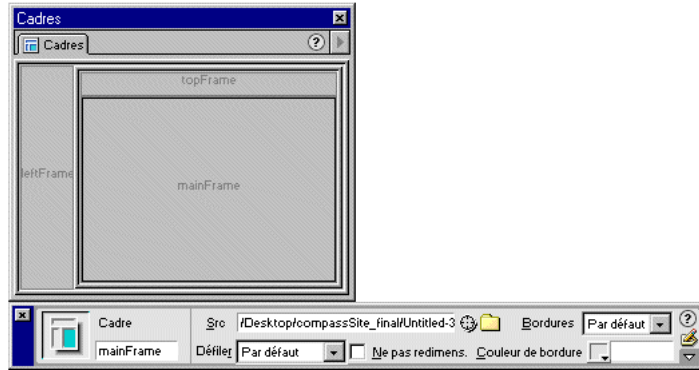 Cadres
Cadres
topFrame
leftFrame
mainFrame
Cadre
mainFrame
Src /Desktop/compassSite_final/Untitled-3 Bordures Par défaut
Défiler Par défaut Ne pas redimens. Couleur de bordure